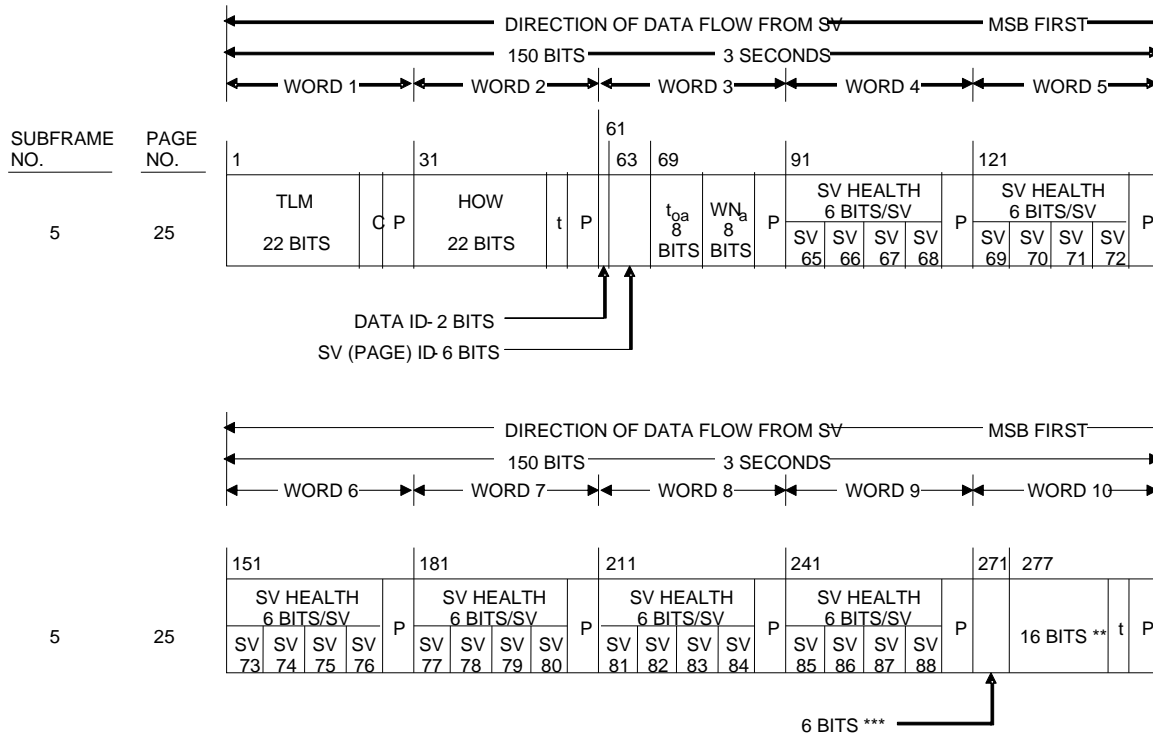 DIRECTION OF DATA FLOW FROM SV MSB FIRST
150 BITS 3 SECONDS
WORD 1 WORD 2 WORD 3 WORD 4 WORD 5
SUBFRAME NO. PAGE NO.
61
1 31 63 69 91 121
5 25
TLM 22 BITS C P
HOW 22 BITS t P
toa 8 BITS WNa 8 BITS P
SV HEALTH 6 BITS/SV P
SV 65 SV 66 SV 67 SV 68
SV HEALTH 6 BITS/SV P
SV 69 SV 70 SV 71 SV 72
DATA ID- 2 BITS
SV (PAGE) ID- 6 BITS
DIRECTION OF DATA FLOW FROM SV MSB FIRST
150 BITS 3 SECONDS
WORD 6 WORD 7 WORD 8 WORD 9 WORD 10
151 181 211 241 271 277
5 25
SV HEALTH 6 BITS/SV P
SV 73 SV 74 SV 75 SV 76
SV HEALTH 6 BITS/SV P
SV 77 SV 78 SV 79 SV 80
SV HEALTH 6 BITS/SV P
SV 81 SV 82 SV 83 SV 84
SV HEALTH 6 BITS/SV P
SV 85 SV 86 SV 87 SV 88
16 BITS ** t P
6 BITS ***